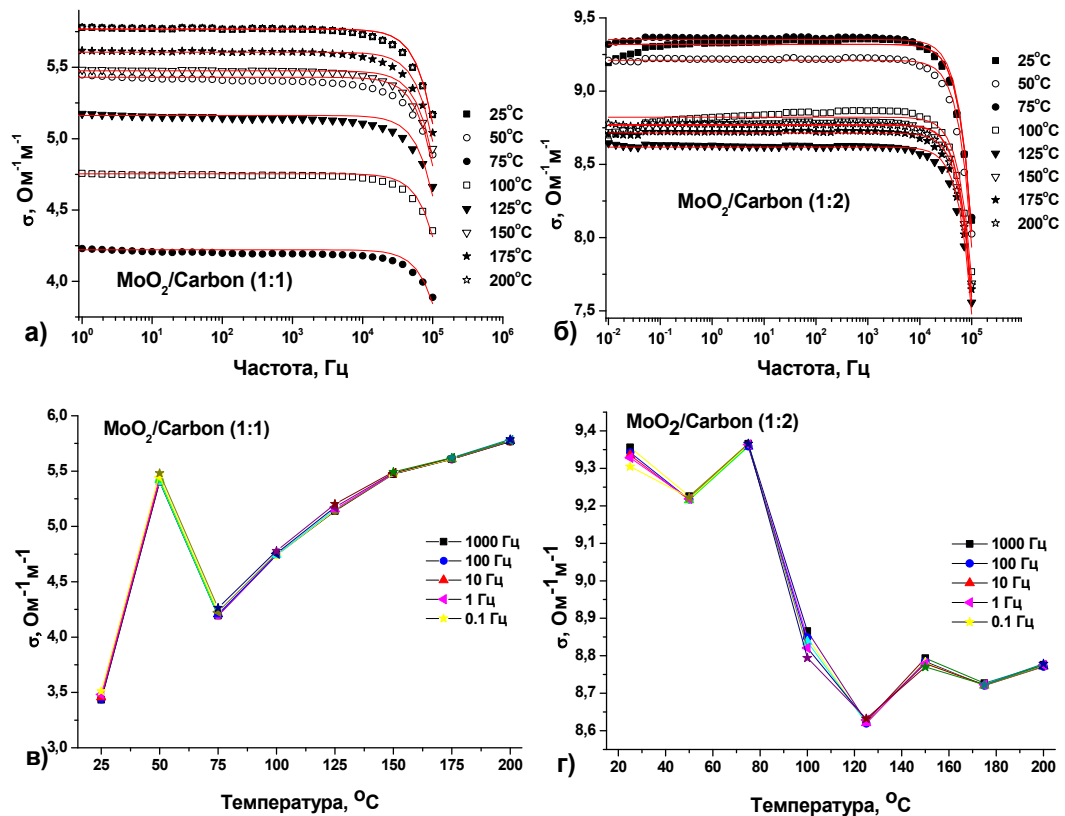 5,5
5,0
4,5
4,0
σ, Ом⁻¹м⁻¹
25°C
50°C
75°C
100°C
125°C
150°C
175°C
200°C
MoO₂/Carbon (1:1)
10⁰ 10¹ 10² 10³ 10⁴ 10⁵ 10⁶
а)
Частота, Гц
9,5
9,0
8,5
8,0
7,5
σ, Ом⁻¹м⁻¹
25°C
50°C
75°C
100°C
125°C
150°C
175°C
200°C
MoO₂/Carbon (1:2)
10⁻² 10⁻¹ 10⁰ 10¹ 10² 10³ 10⁴ 10⁵
б)
Частота, Гц
6,0
5,5
5,0
4,5
4,0
3,5
3,0
σ, Ом⁻¹м⁻¹
MoO₂/Carbon (1:1)
1000 Гц
100 Гц
10 Гц
1 Гц
0.1 Гц
25 50 75 100 125 150 175 200
в)
Температура, °C
9,4
9,3
9,2
9,1
9,0
8,9
8,8
8,7
8,6
σ, Ом⁻¹м⁻¹
MoO₂/Carbon (1:2)
1000 Гц
100 Гц
10 Гц
1 Гц
0.1 Гц
20 40 60 80 100 120 140 160 180 200
г)
Температура, °C